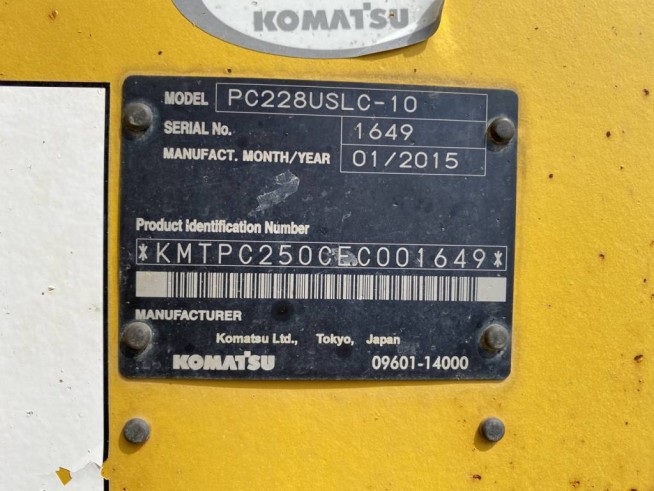 KOMATSU
MODEL PC228USLC-10
SERIAL No. 1649
MANUFACT. MONTH/YEAR 01/2015
Product Identification Number
*KMTPC250CEC001649*
MANUFACTURER
Komatsu Ltd., Tokyo, Japan
KOMATSU 09601-14000